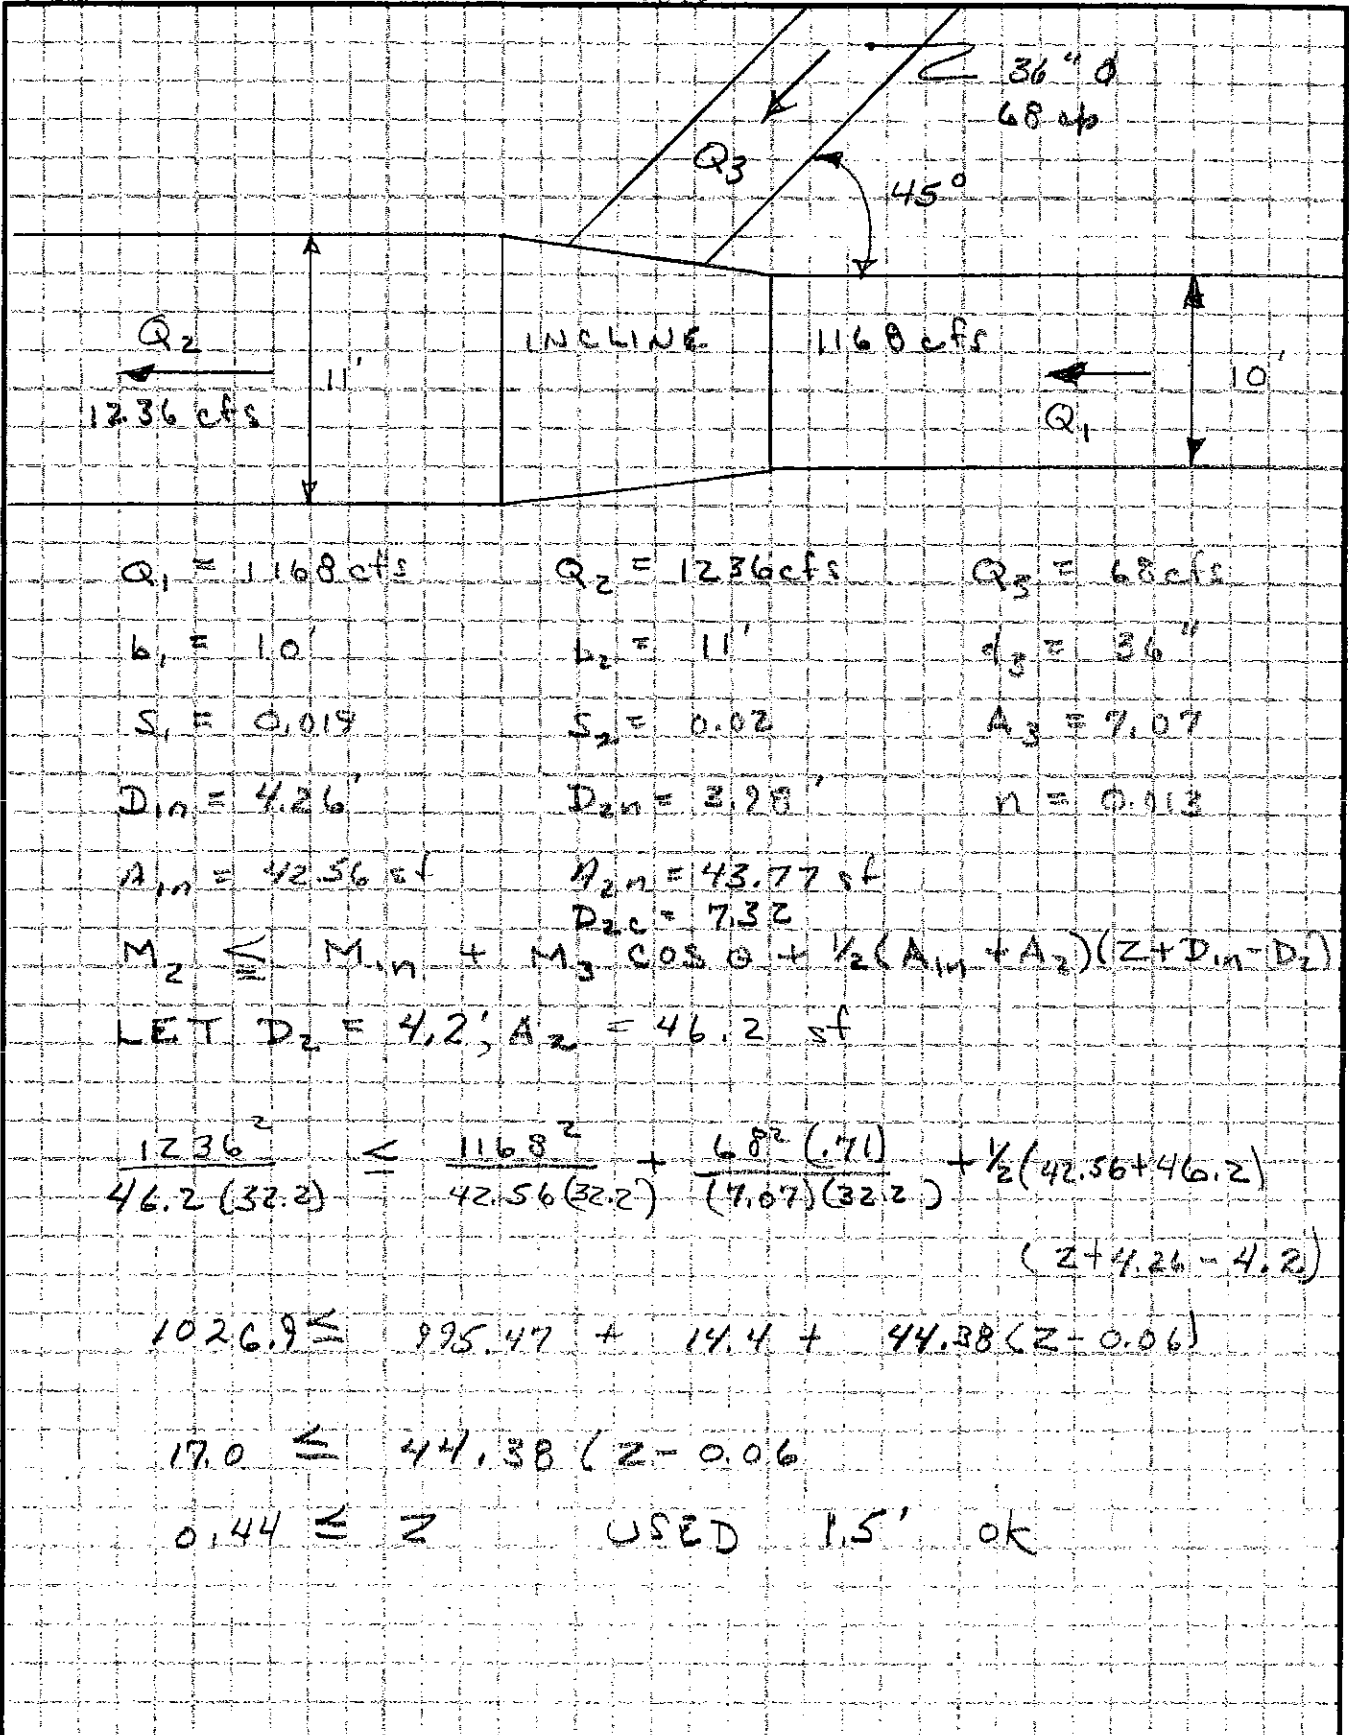 36" Ø
68 cfs
Q3
45°
Q2
INCLINE
1168 cfs
11'
10'
1236 cfs
Q1
Q1 = 1168 cfs Q2 = 1236 cfs Q3 = 68 cfs
b1 = 10' b2 = 11' d3 = 36"
S1 = 0.019 S2 = 0.02 A3 = 7.07
D1n = 4.26' D2n = 3.98' n = 0.013
A1n = 42.56 sf A2n = 43.77 sf
D2c = 7.32
M2 ≦ M1n + M3 cos θ + ½(A1n + A2)(Z + D1n - D2)
LET D2 = 4.2', A2 = 46.2 sf
1236² / 46.2 (32.2) ≤ 1168² / 42.56 (32.2) + 68² (.71) / (7.07)(32.2) + ½(42.56+46.2)
(Z+4.26-4.2)
1026.9 ≤ 995.47 + 14.4 + 44.38(Z-0.06)
17.0 ≤ 44.38 (Z-0.06
0.44 ≤ Z USED 1.5' OK